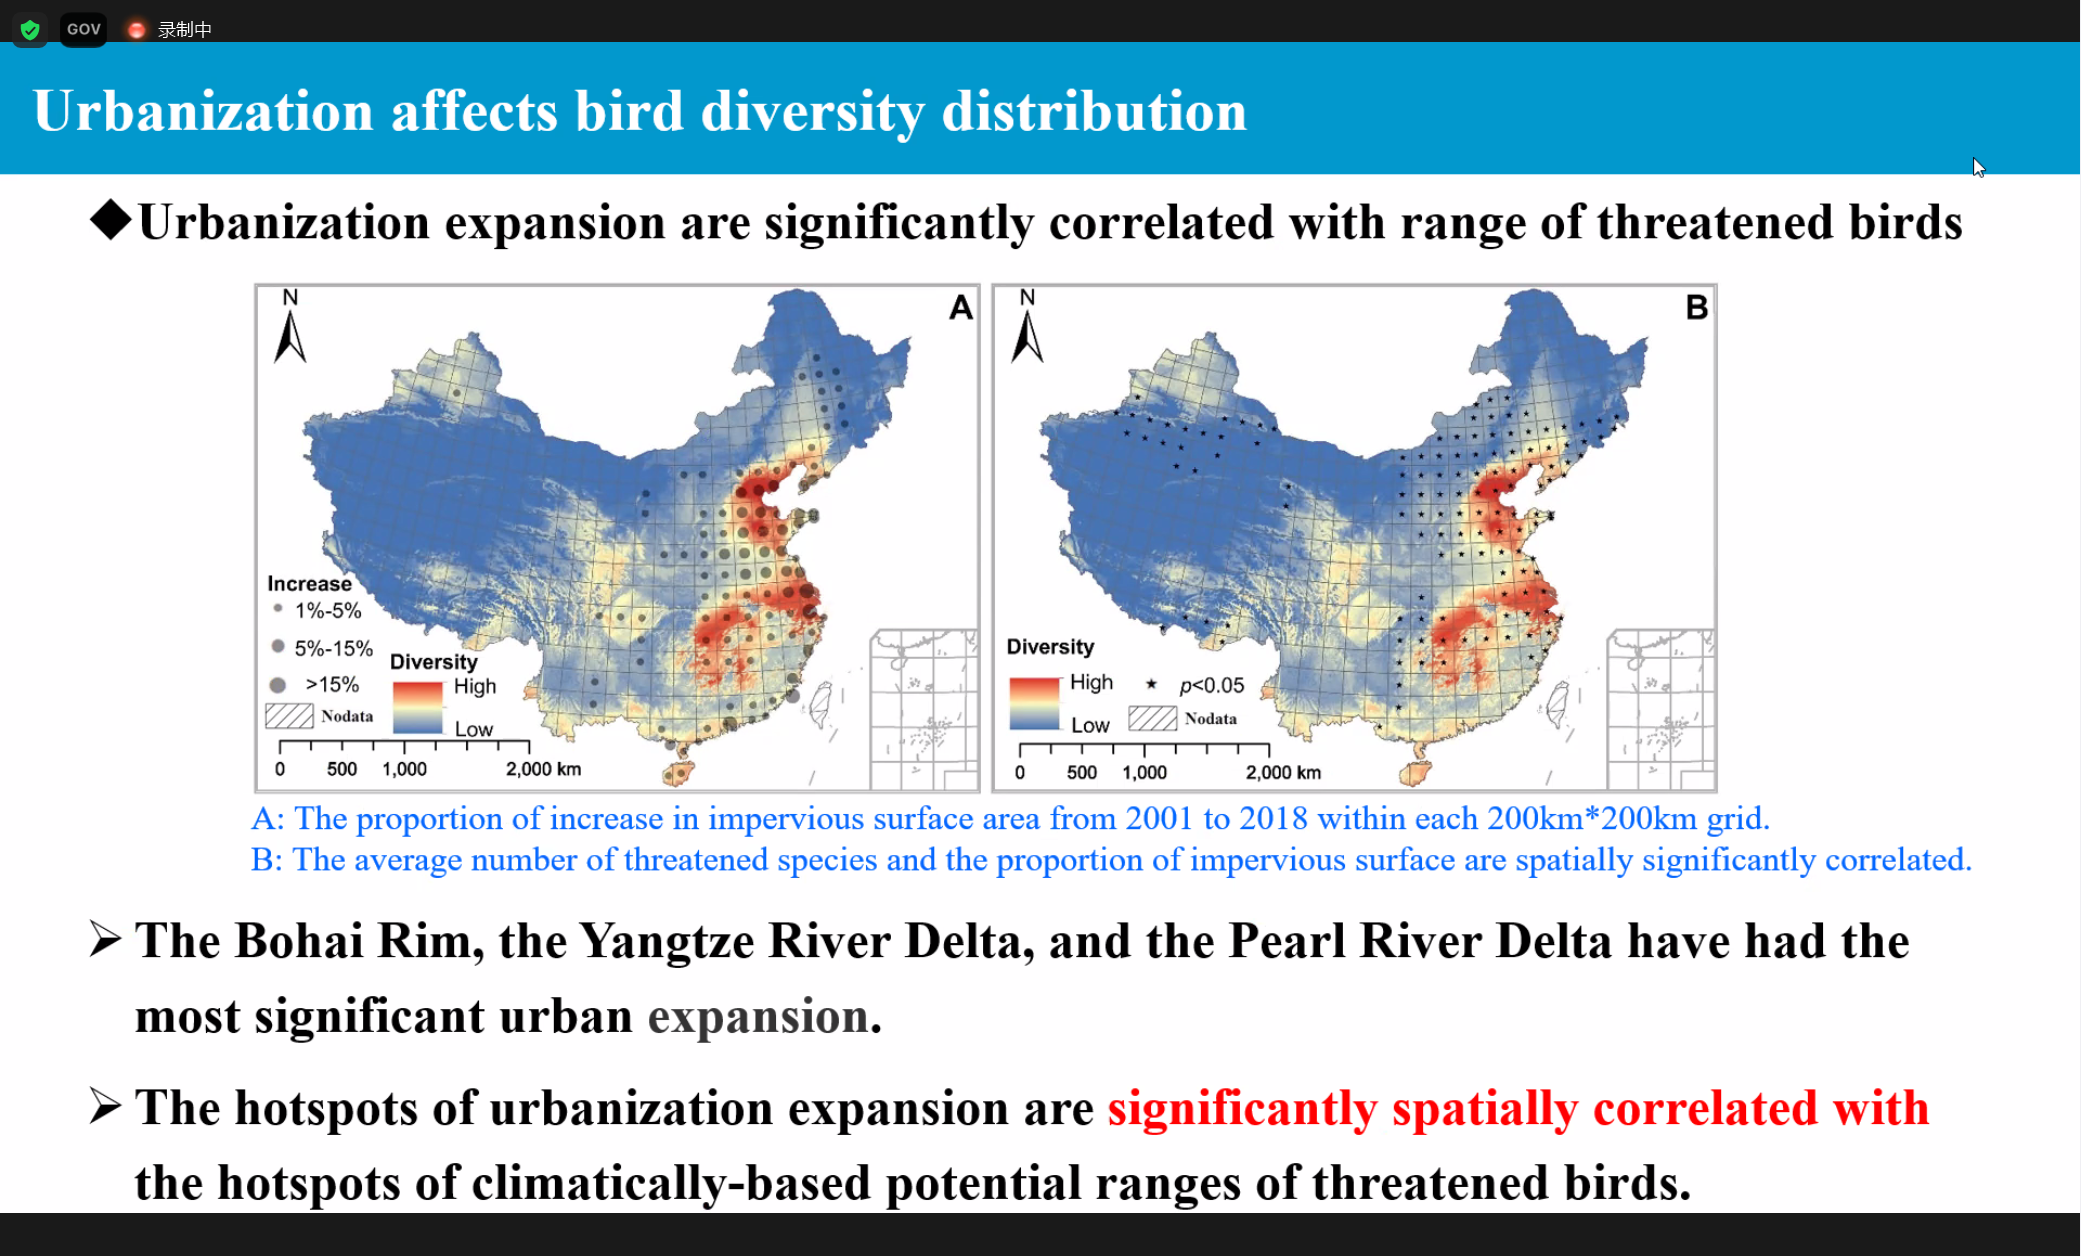 GOV 录制中
Urbanization affects bird diversity distribution
◆Urbanization expansion are significantly correlated with range of threatened birds
N
A
Increase
1%-5%
5%-15%
>15%
Nodata
Diversity
High
Low
0 500 1,000 2,000 km
N
B
Diversity
High
Low
★ p<0.05
Nodata
0 500 1,000 2,000 km
A: The proportion of increase in impervious surface area from 2001 to 2018 within each 200km*200km grid.
B: The average number of threatened species and the proportion of impervious surface are spatially significantly correlated.
➢ The Bohai Rim, the Yangtze River Delta, and the Pearl River Delta have had the
most significant urban expansion.
➢ The hotspots of urbanization expansion are significantly spatially correlated with
the hotspots of climatically-based potential ranges of threatened birds.